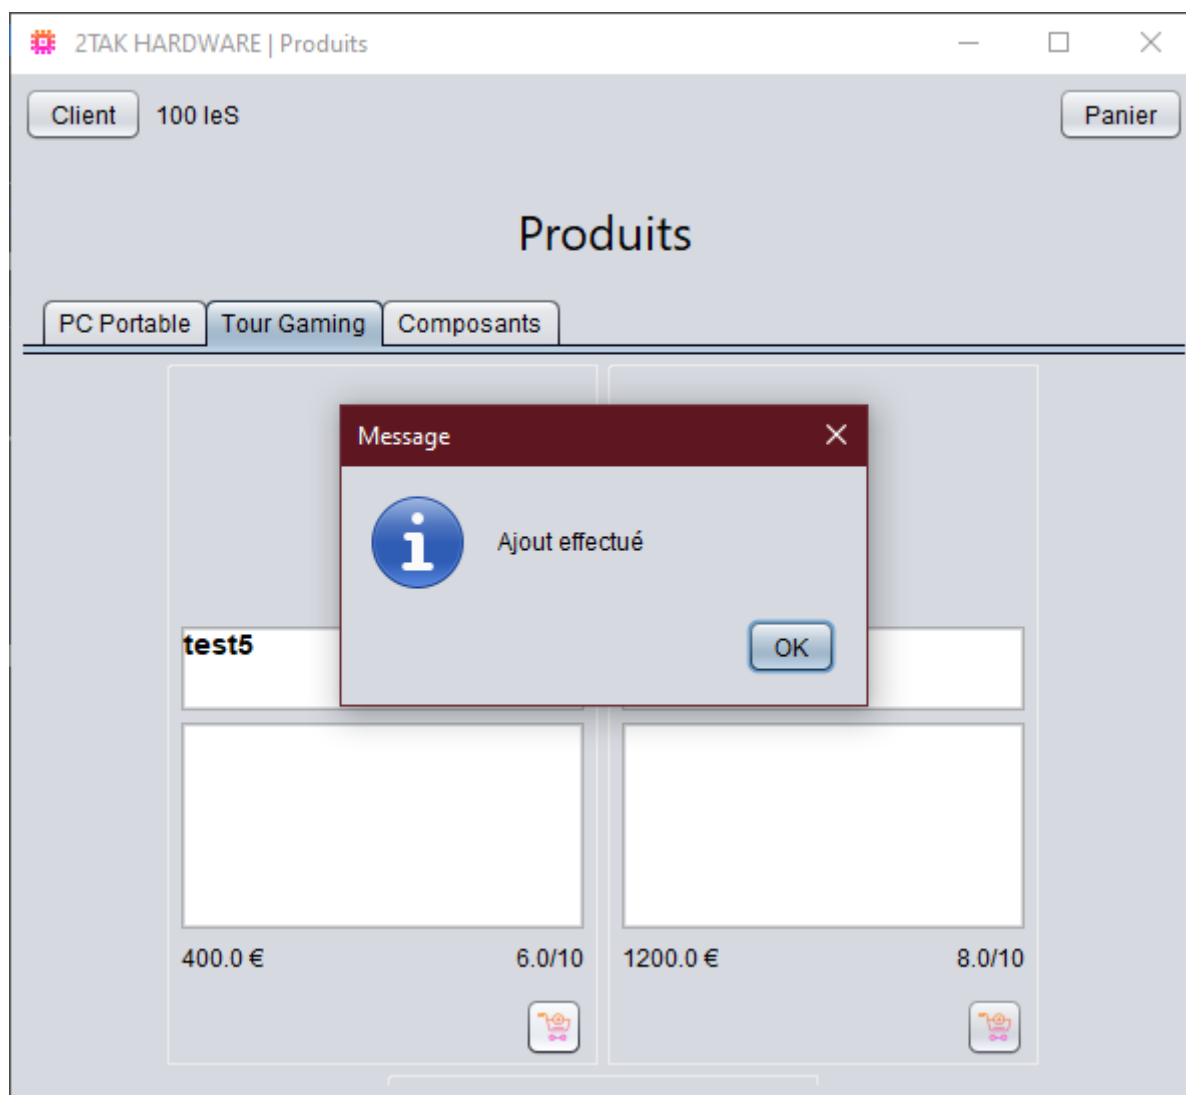 2TAK HARDWARE | Produits
Client 100 leS Panier
Produits
PC Portable Tour Gaming Composants
Message
Ajout effectué
OK
test5
400.0 € 6.0/10 1200.0 € 8.0/10